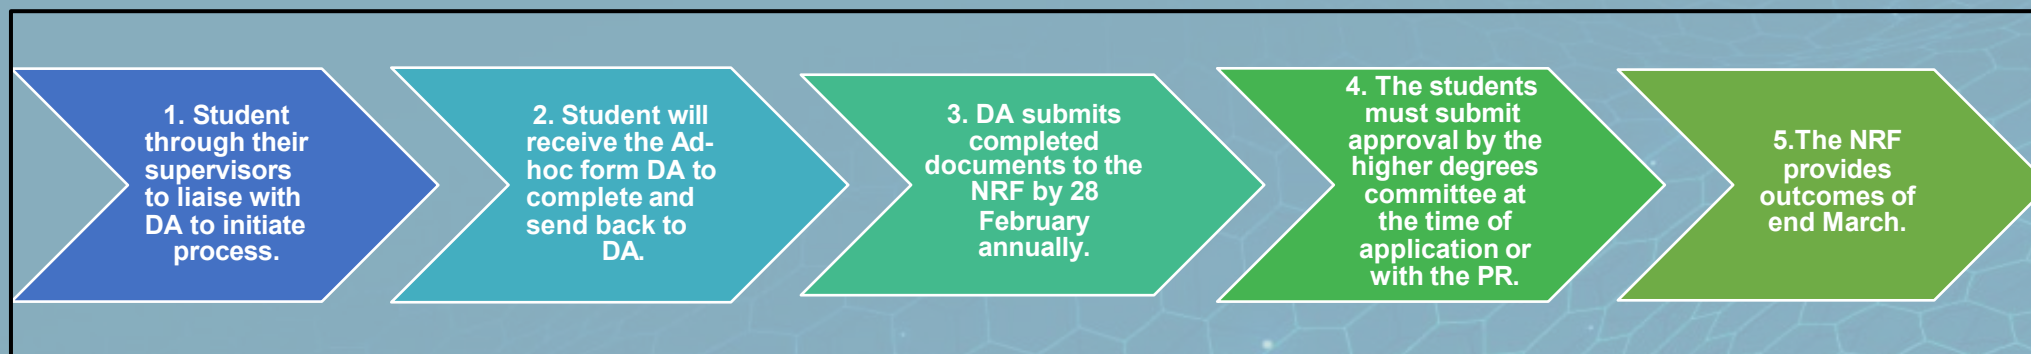 1. Student
through their
supervisors
to liaise with
DA to initiate
process.
2. Student will
receive the Ad-
hoc form DA to
complete and
send back to
DA.
3. DA submits
completed
documents to the
NRF by 28
February
annually.
4. The students
must submit
approval by the
higher degrees
committee at
the time of
application or
with the PR.
5.The NRF
provides
outcomes of
end March.